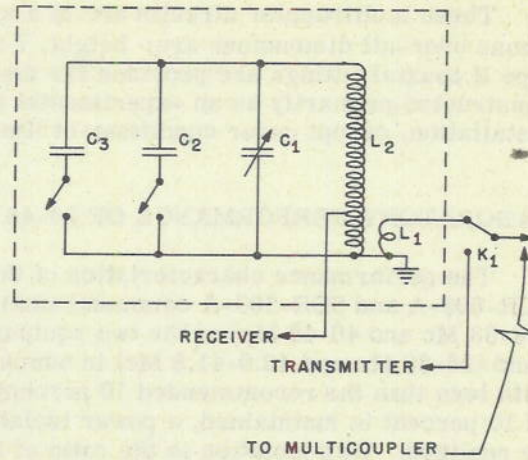 C3
C2
C1
L2
L1
K1
RECEIVER
TRANSMITTER
TO MULTICOUPLER